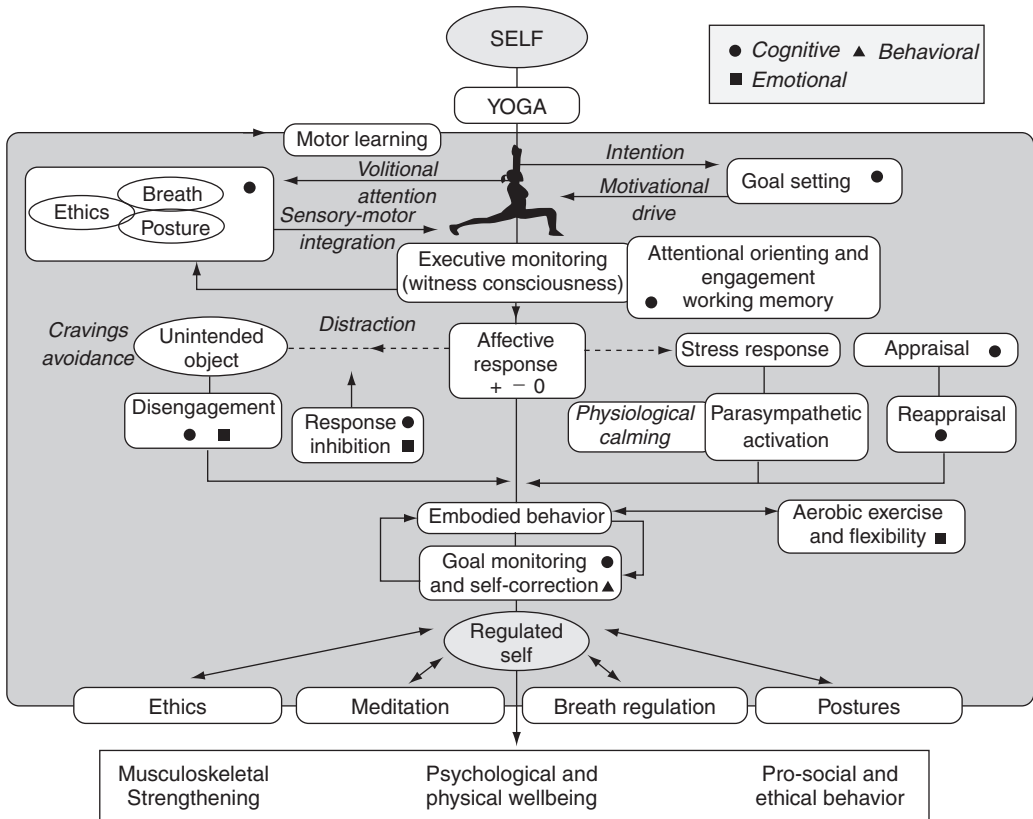 SELF
● Cognitive ▲ Behavioral
■ Emotional
YOGA
Motor learning
Intention
Volitional
attention
Goal setting ●
Motivational
drive
Breath ●
Ethics
Posture
Sensory-motor
integration
Executive monitoring
(witness consciousness)
Attentional orienting and
engagement
● working memory
Cravings
avoidance
Unintended
object
Distraction
Affective
response
+ − 0
Stress response
Appraisal ●
Disengagement
● ■
Response ●
inhibition ■
Physiological
calming
Parasympathetic
activation
Reappraisal
●
Embodied behavior
Aerobic exercise
and flexibility ■
Goal monitoring ●
and self-correction ▲
Regulated
self
Ethics
Meditation
Breath regulation
Postures
Musculoskeletal
Strengthening
Psychological and
physical wellbeing
Pro-social and
ethical behavior